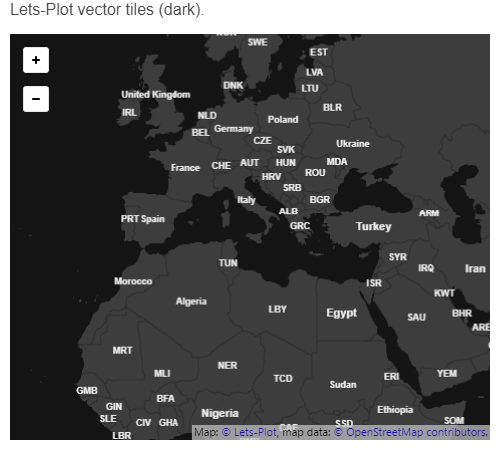 Lets-Plot vector tiles (dark).
+
−
SWE
EST
LVA
DNK
LTU
United Kingdom
BLR
IRL
NLD
Poland
BEL
Germany
CZE
Ukraine
SVK
France
CHE
AUT
HUN
MDA
HRV
ROU
SRB
Italy
BGR
ALB
PRT
Spain
GRC
Turkey
ARM
TUN
SYR
IRQ
Iran
Morocco
ISR
KWT
Algeria
LBY
Egypt
SAU
BHR
ARE
MRT
NER
MLI
TCD
Sudan
ERI
YEM
GMB
BFA
GIN
Nigeria
Ethiopia
SLE
CIV
GHA
SSD
SOM
LBR
CAF
Map: © Lets-Plot, map data: © OpenStreetMap contributors.